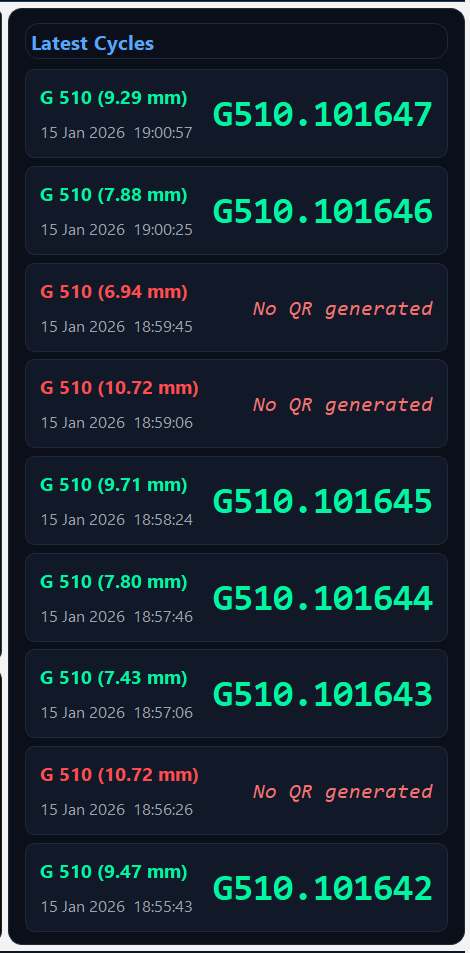 Latest Cycles
G 510 (9.29 mm)
15 Jan 2026 19:00:57
G510.101647
G 510 (7.88 mm)
15 Jan 2026 19:00:25
G510.101646
G 510 (6.94 mm)
15 Jan 2026 18:59:45
No QR generated
G 510 (10.72 mm)
15 Jan 2026 18:59:06
No QR generated
G 510 (9.71 mm)
15 Jan 2026 18:58:24
G510.101645
G 510 (7.80 mm)
15 Jan 2026 18:57:46
G510.101644
G 510 (7.43 mm)
15 Jan 2026 18:57:06
G510.101643
G 510 (10.72 mm)
15 Jan 2026 18:56:26
No QR generated
G 510 (9.47 mm)
15 Jan 2026 18:55:43
G510.101642